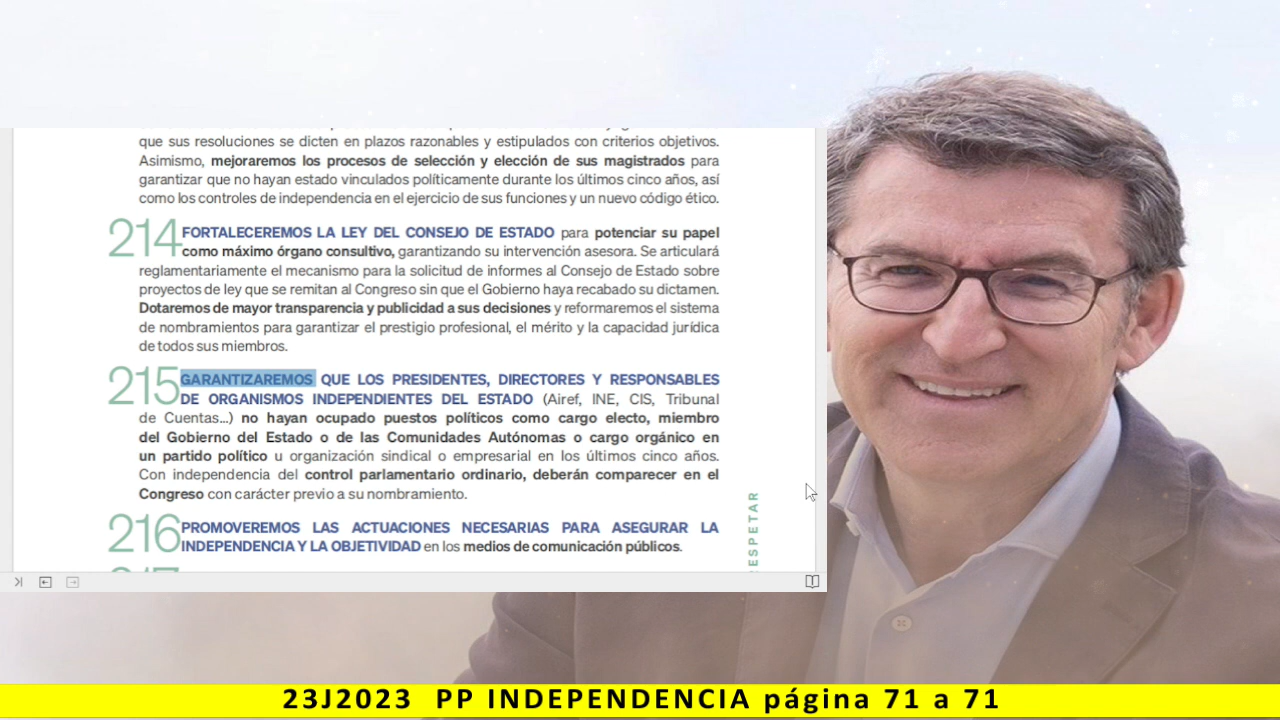 que sus resoluciones se dicten en plazos razonables y estipulados con criterios objetivos.
Asimismo, mejoraremos los procesos de selección y elección de sus magistrados para
garantizar que no hayan estado vinculados políticamente durante los últimos cinco años, así
como los controles de independencia en el ejercicio de sus funciones y un nuevo código ético.
214 FORTALECEREMOS LA LEY DEL CONSEJO DE ESTADO para potenciar su papel
como máximo órgano consultivo, garantizando su intervención asesora. Se articulará
reglamentariamente el mecanismo para la solicitud de informes al Consejo de Estado sobre
proyectos de ley que se remitan al Congreso sin que el Gobierno haya recabado su dictamen.
Dotaremos de mayor transparencia y publicidad a sus decisiones y reformaremos el sistema
de nombramientos para garantizar el prestigio profesional, el mérito y la capacidad jurídica
de todos sus miembros.
215 GARANTIZAREMOS QUE LOS PRESIDENTES, DIRECTORES Y RESPONSABLES
DE ORGANISMOS INDEPENDIENTES DEL ESTADO (Airef, INE, CIS, Tribunal
de Cuentas...) no hayan ocupado puestos políticos como cargo electo, miembro
del Gobierno del Estado o de las Comunidades Autónomas o cargo orgánico en
un partido político u organización sindical o empresarial en los últimos cinco años.
Con independencia del control parlamentario ordinario, deberán comparecer en el
Congreso con carácter previo a su nombramiento.
216 PROMOVEREMOS LAS ACTUACIONES NECESARIAS PARA ASEGURAR LA
INDEPENDENCIA Y LA OBJETIVIDAD en los medios de comunicación públicos.
ESPETAR
23J2023 PP INDEPENDENCIA página 71 a 71